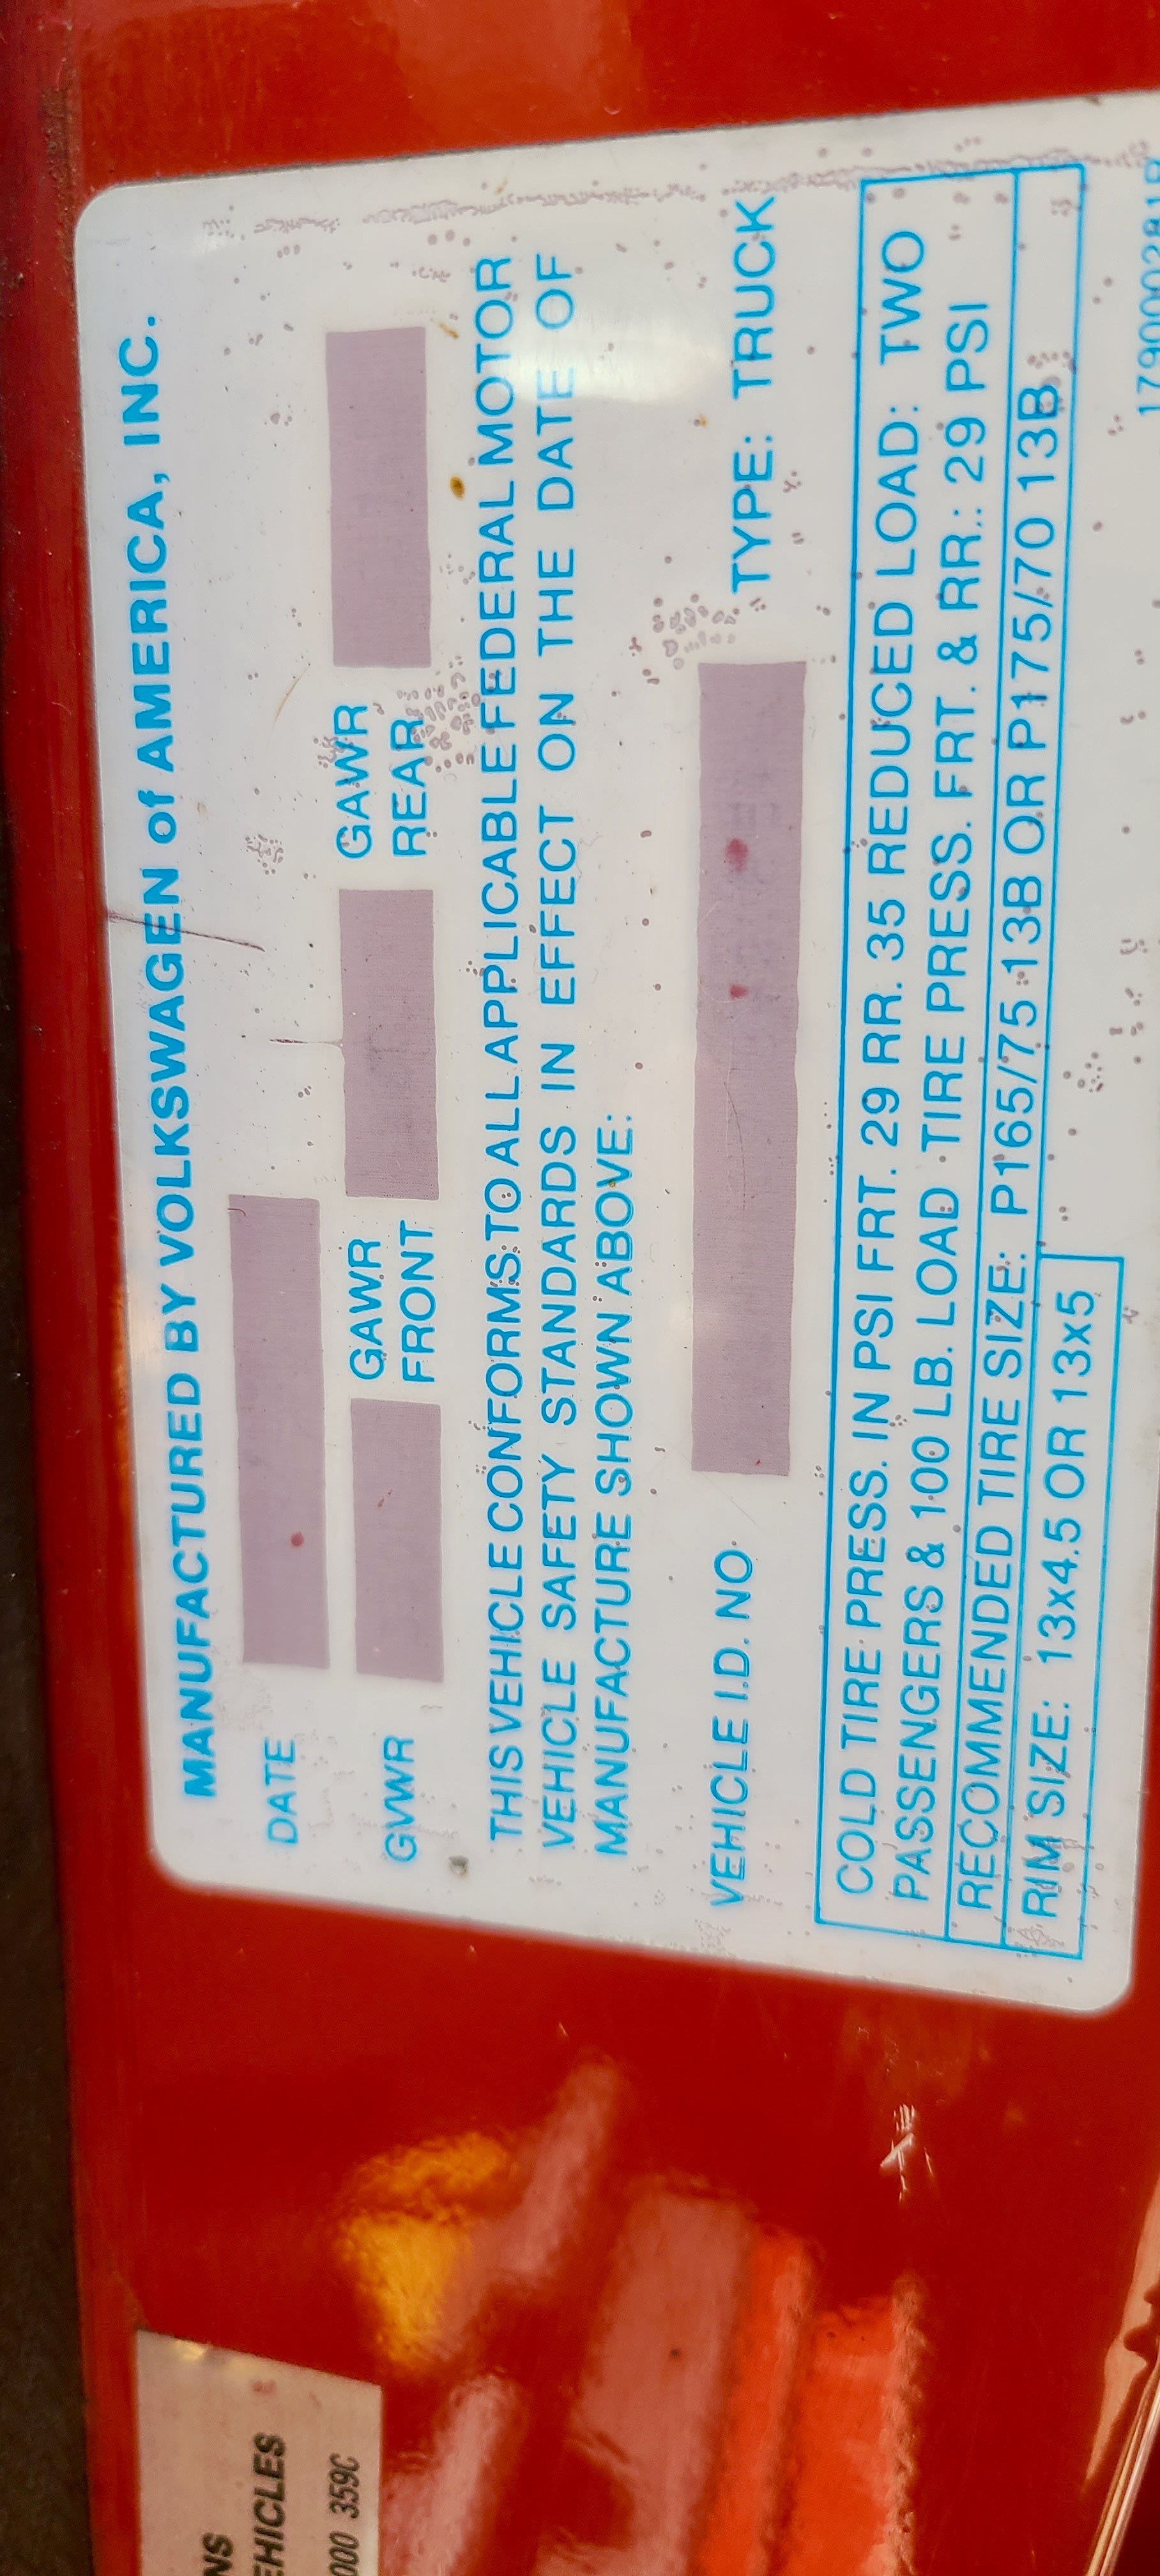 MANUFACTURED BY VOLKSWAGEN of AMERICA, INC.
DATE
GVWR
GAWR FRONT
GAWR REAR
THIS VEHICLE CONFORMS TO ALL APPLICABLE FEDERAL MOTOR
VEHICLE SAFETY STANDARDS IN EFFECT ON THE DATE OF
MANUFACTURE SHOWN ABOVE:
VEHICLE I.D. NO. TYPE: TRUCK
COLD TIRE PRESS. IN PSI FRT. 29 RR. 35 REDUCED LOAD: TWO
PASSENGERS & 100 LB. LOAD TIRE PRESS. FRT. & RR.: 29 PSI
RECOMMENDED TIRE SIZE: P165/75 13B OR P175/70 13B
RIM SIZE: 13x4.5 OR 13x5
EHICLES
000 359C